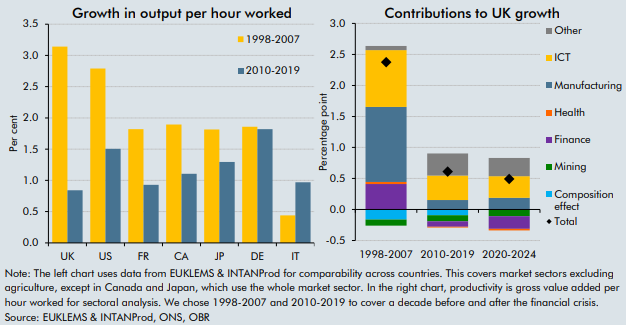 Growth in output per hour worked
Per cent
3.5
3.0
2.5
2.0
1.5
1.0
0.5
0.0
1998-2007
2010-2019
UK US FR CA JP DE IT
Contributions to UK growth
Percentage point
3.0
2.5
2.0
1.5
1.0
0.5
0.0
-0.5
1998-2007 2010-2019 2020-2024
Other
ICT
Manufacturing
Health
Finance
Mining
Composition
effect
Total
Note: The left chart uses data from EUKLEMS & INTANProd for comparability across countries. This covers market sectors excluding
agriculture, except in Canada and Japan, which use the whole market sector. In the right chart, productivity is gross value added per
hour worked for sectoral analysis. We chose 1998-2007 and 2010-2019 to cover a decade before and after the financial crisis.
Source: EUKLEMS & INTANProd, ONS, OBR